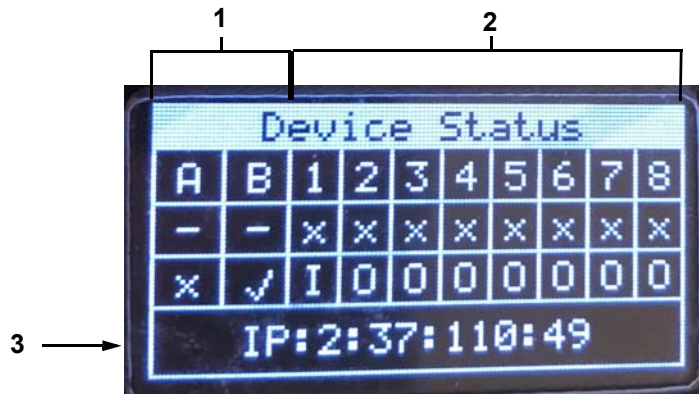 1 2
Device Status
A B 1 2 3 4 5 6 7 8
— — x x x x x x x x
x ✓ I O O O O O O O
3
IP:2:37:110:49